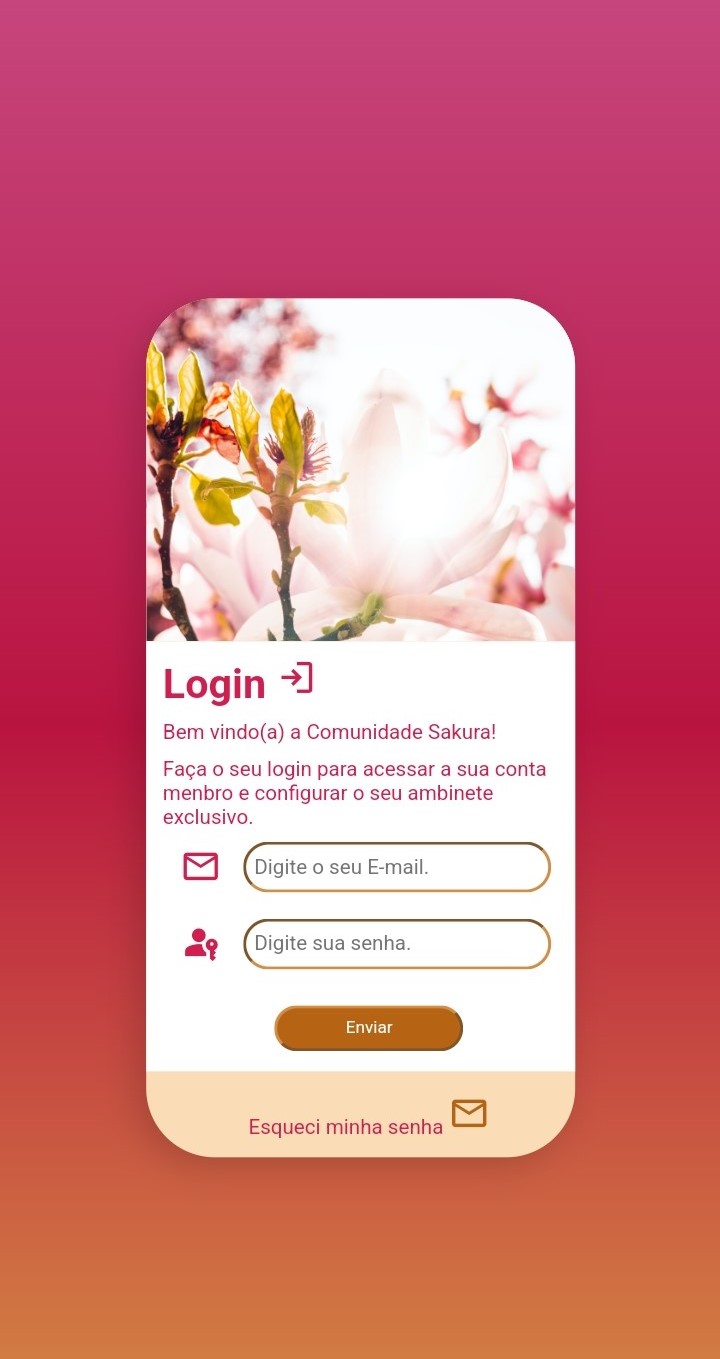 Login
Bem vindo(a) a Comunidade Sakura!
Faça o seu login para acessar a sua conta
menbro e configurar o seu ambinete
exclusivo.
Digite o seu E-mail.
Digite sua senha.
Enviar
Esqueci minha senha